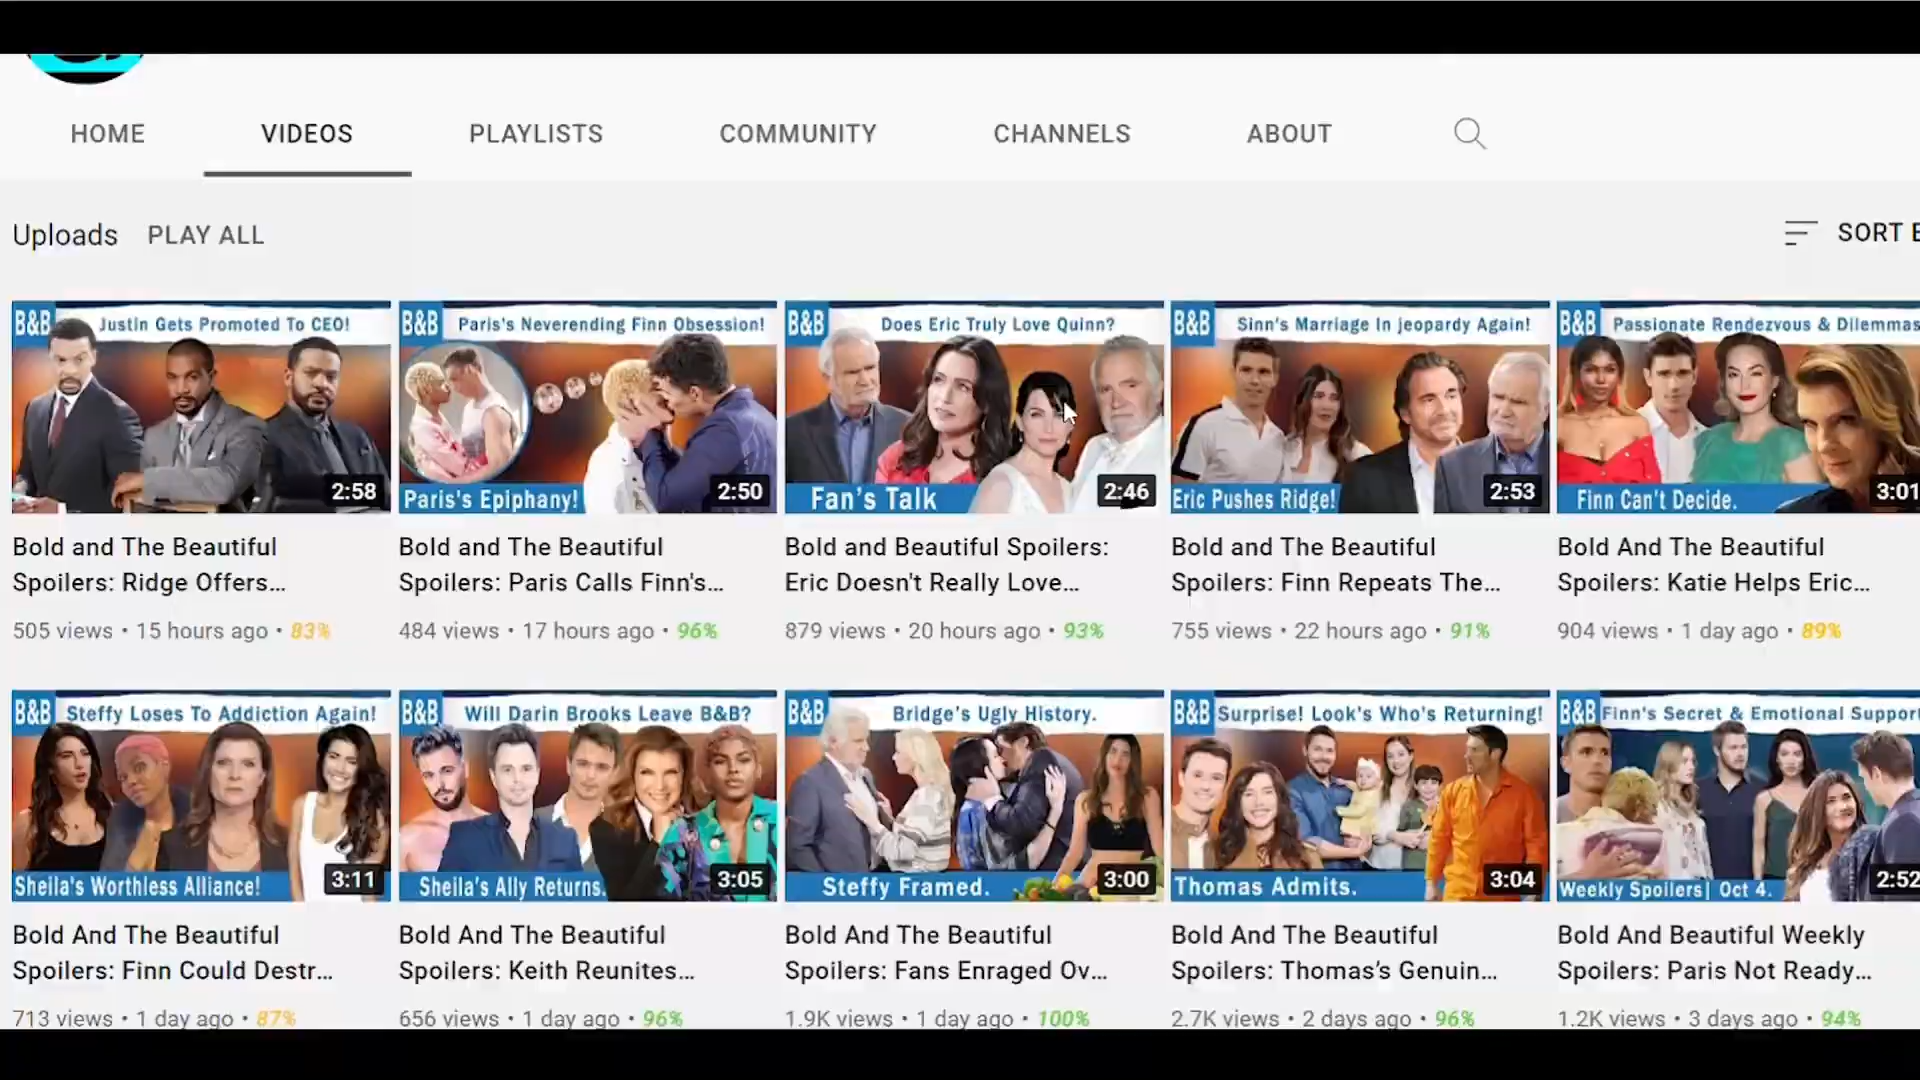 HOME VIDEOS PLAYLISTS COMMUNITY CHANNELS ABOUT
Uploads PLAY ALL
SORT
B&B Justin Gets Promoted To CEO!
2:58
B&B Paris's Neverending Finn Obsession!
Paris's Epiphany!
2:50
B&B Does Eric Truly Love Quinn?
Fan's Talk
2:46
B&B Sinn's Marriage In Jeopardy Again!
Eric Pushes Ridge!
2:53
B&B Passionate Rendezvous & Dilemmas
Finn Can't Decide.
3:01
Bold and The Beautiful
Spoilers: Ridge Offers...
505 views • 15 hours ago • 83%
Bold and The Beautiful
Spoilers: Paris Calls Finn's...
484 views • 17 hours ago • 96%
Bold and Beautiful Spoilers:
Eric Doesn't Really Love...
879 views • 20 hours ago • 93%
Bold and The Beautiful
Spoilers: Finn Repeats The...
755 views • 22 hours ago • 91%
Bold And The Beautiful
Spoilers: Katie Helps Eric...
904 views • 1 day ago • 89%
B&B Steffy Loses To Addiction Again!
Sheila's Worthless Alliance!
3:11
B&B Will Darin Brooks Leave B&B?
Sheila's Ally Returns.
3:05
B&B Bridge's Ugly History.
Steffy Framed.
3:00
B&B Surprise! Look's Who's Returning!
Thomas Admits.
3:04
B&B Finn's Secret & Emotional Support
Weekly Spoilers| Oct 4.
2:52
Bold And The Beautiful
Spoilers: Finn Could Destr...
713 views • 1 day ago • 87%
Bold And The Beautiful
Spoilers: Keith Reunites...
656 views • 1 day ago • 96%
Bold And The Beautiful
Spoilers: Fans Enraged Ov...
1.9K views • 1 day ago • 100%
Bold And The Beautiful
Spoilers: Thomas’s Genuin...
2.7K views • 2 days ago • 96%
Bold And Beautiful Weekly
Spoilers: Paris Not Ready...
1.2K views • 3 days ago • 94%